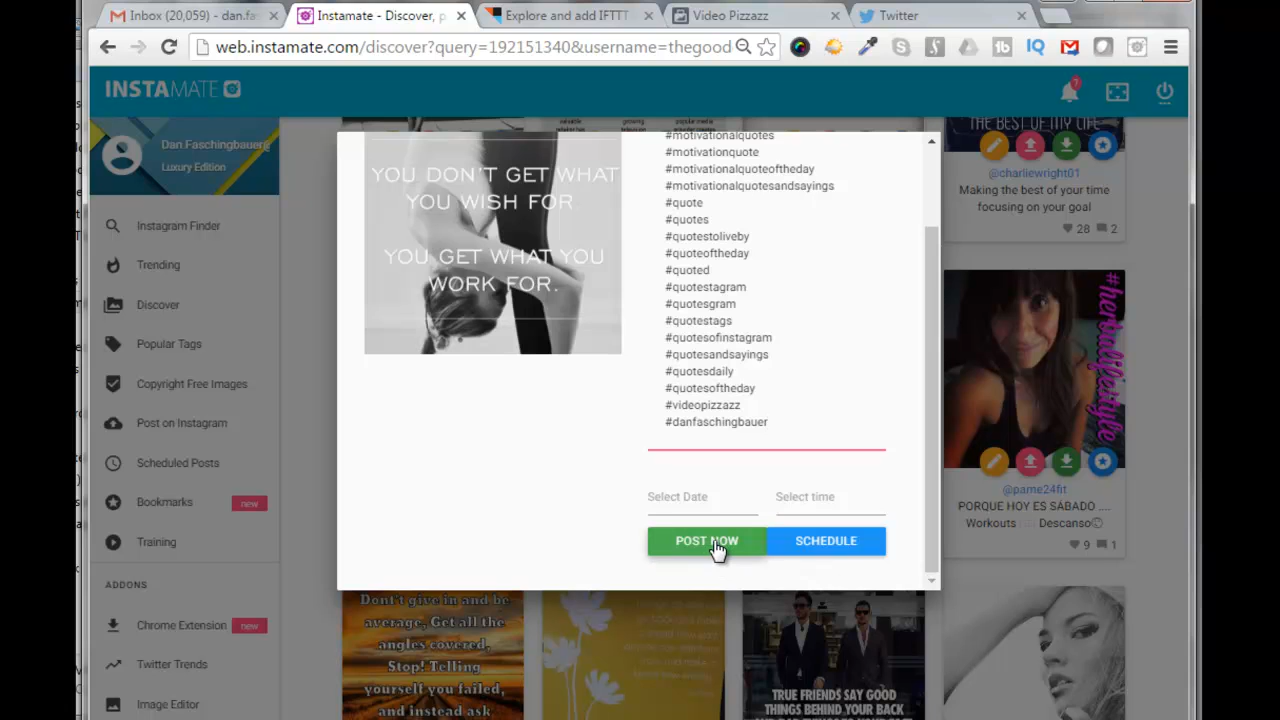 Inbox (20,059) - dan.fa
Instamate - Discover, p
Explore and add IFTTT
Video Pizzazz
Twitter
web.instamate.com/discover?query=192151340&username=thegood
INSTAMATE
7
Dan Faschingbauer@
Luxury Edition
Instagram Finder
Trending
Discover
Popular Tags
Copyright Free Images
Post on Instagram
Scheduled Posts
Bookmarks new
Training
ADDONS
Chrome Extension new
Twitter Trends
Image Editor
YOU DON'T GET WHAT
YOU WISH FOR.
YOU GET WHAT YOU
WORK FOR.
#motivationalquotes
#motivationquote
#motivationalquoteoftheday
#motivationalquotesandsayings
#quote
#quotes
#quotestoliveby
#quoteoftheday
#quoted
#quotestagram
#quotesgram
#quotestags
#quotesofinstagram
#quotesandsayings
#quotesdaily
#quotesoftheday
#videopizzazz
#danfaschingbauer
Select Date Select time
POST NOW SCHEDULE
THE BEST OF MY LIFE
@charliewright01
Making the best of your time
focusing on your goal
28 2
#herbalifestyle
@pame24fit
PORQUE HOY ES SÁBADO ....
Workouts Descanso
9 1
Dont't give in and be
average, Get all the
angles covered,
Stop! Telling
yourself you failed,
and instead ask
TRUE FRIENDS SAY GOOD
THINGS BEHIND YOUR BACK